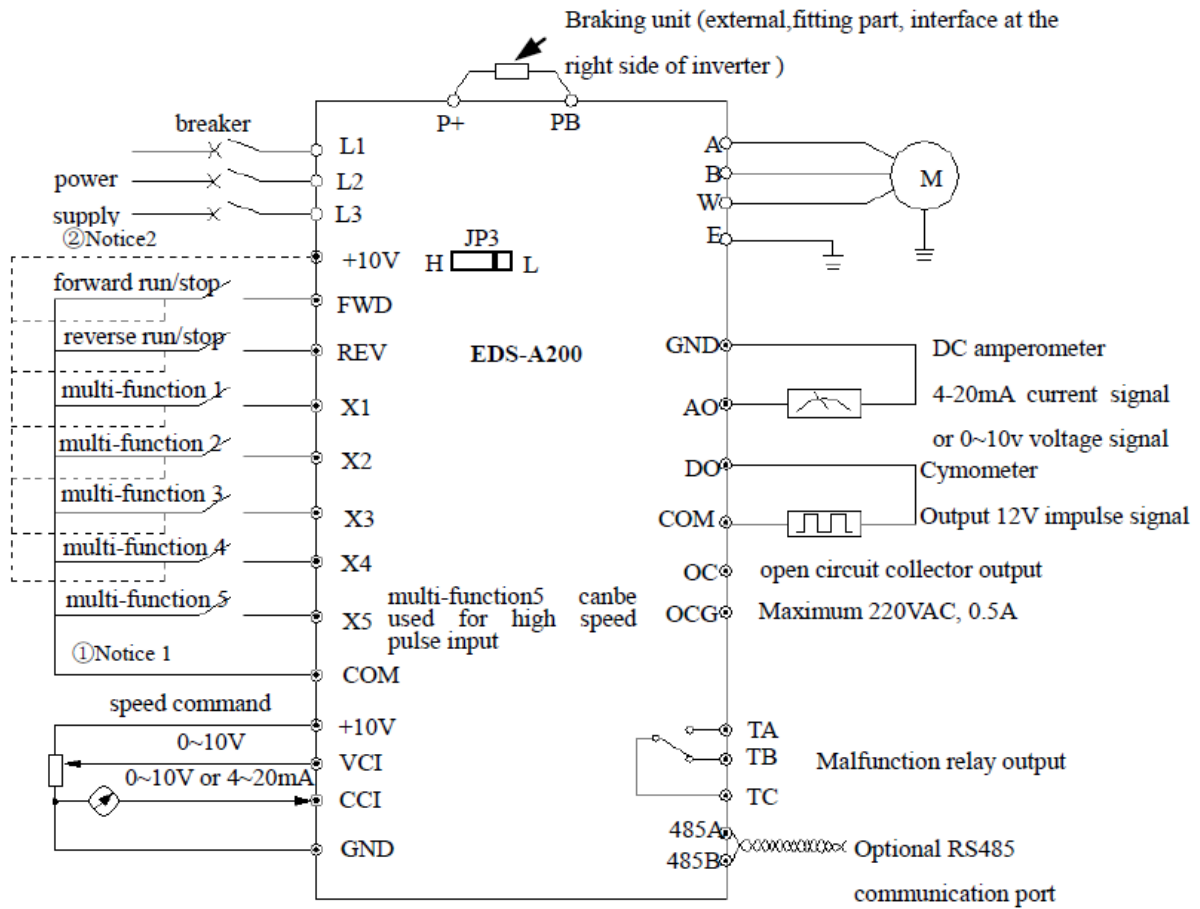 Braking unit (external,fitting part, interface at the
right side of inverter )
P+
PB
breaker
L1
power
L2
supply
L3
②Notice2
+10V
JP3
H
L
forward run/stop
FWD
reverse run/stop
REV
EDS-A200
multi-function 1
X1
multi-function 2
X2
multi-function 3
X3
multi-function 4
X4
multi-function 5
X5
multi-function5 canbe
used for high speed
pulse input
①Notice 1
COM
speed command
+10V
0~10V
VCI
0~10V or 4~20mA
CCI
GND
A
B
W
E
M
GND
DC amperometer
AO
4-20mA current signal
or 0~10v voltage signal
DO
Cymometer
COM
Output 12V impulse signal
OC
open circuit collector output
OCG
Maximum 220VAC, 0.5A
TA
TB
Malfunction relay output
TC
485A
485B
Optional RS485
communication port